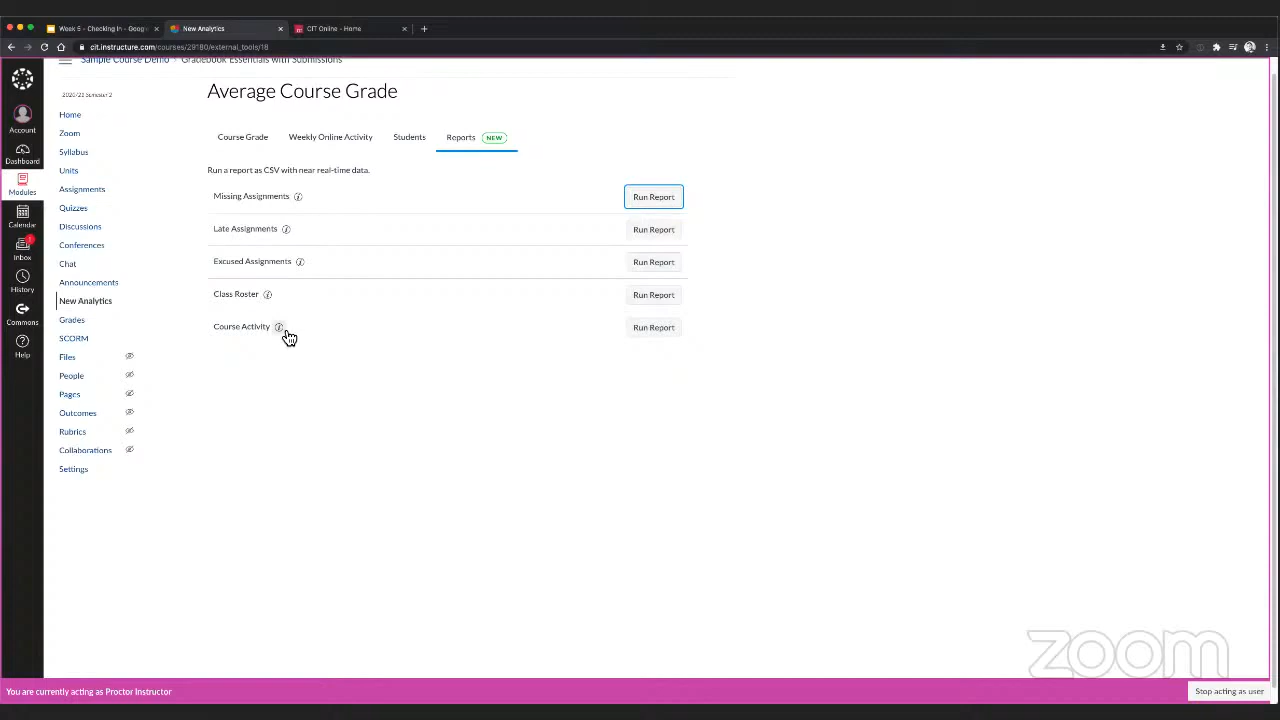 Week 5 - Checking In - Goog
New Analytics
CIT Online - Home
cit.instructure.com/courses/29180/external_tools/18
Sample Course Demo > Gradebook Essentials with Submissions
Account
Dashboard
Modules
Calendar
Inbox
History
Commons
Help
2020/21 Semester 2
Home
Zoom
Syllabus
Units
Assignments
Quizzes
Discussions
Conferences
Chat
Announcements
New Analytics
Grades
SCORM
Files
People
Pages
Outcomes
Rubrics
Collaborations
Settings
Average Course Grade
Course Grade Weekly Online Activity Students Reports NEW
Run a report as CSV with near real-time data.
Missing Assignments Run Report
Late Assignments Run Report
Excused Assignments Run Report
Class Roster Run Report
Course Activity Run Report
zoom
You are currently acting as Proctor Instructor
Stop acting as user